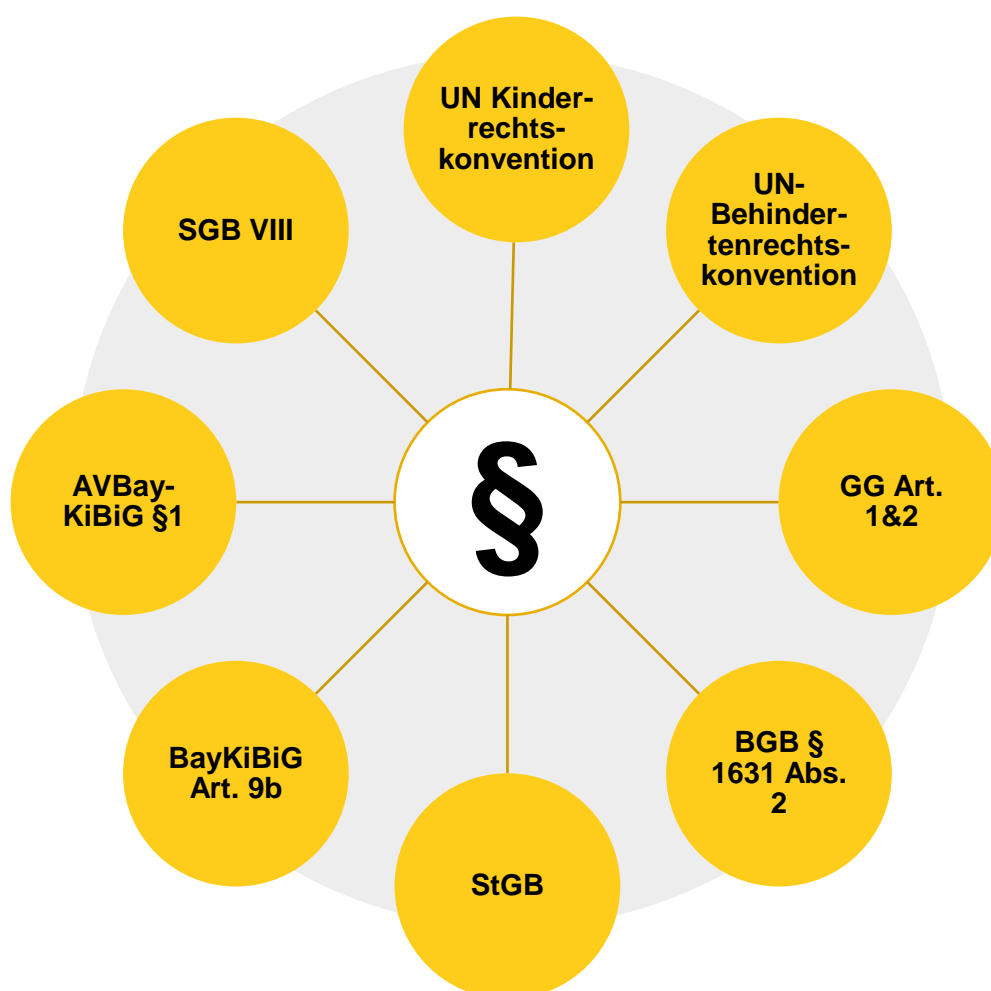 UN Kinder-
rechts-
konvention
UN-
Behinder-
tenrechts-
konvention
GG Art.
1&2
BGB §
1631 Abs.
2
StGB
BayKiBiG
Art. 9b
AVBay-
KiBiG §1
SGB VIII
§